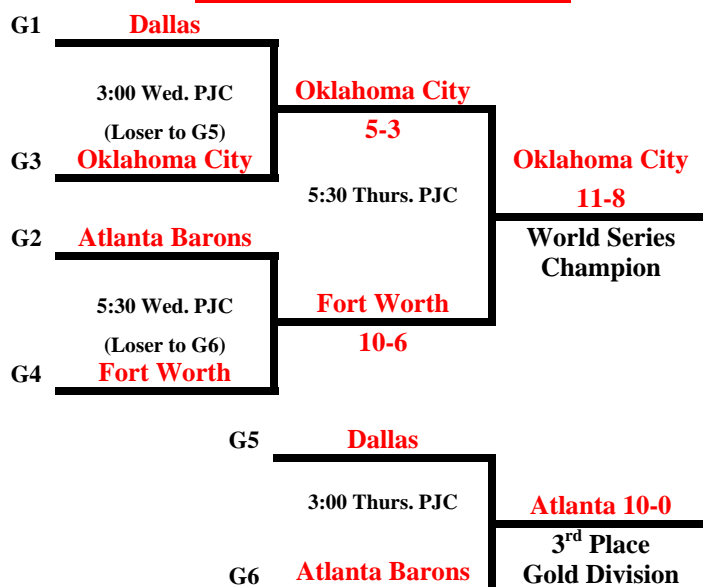 G1 Dallas
3:00 Wed. PJC
(Loser to G5)
G3 Oklahoma City
Oklahoma City
5-3
5:30 Thurs. PJC
Oklahoma City
11-8
World Series
Champion
G2 Atlanta Barons
5:30 Wed. PJC
(Loser to G6)
G4 Fort Worth
Fort Worth
10-6
G5 Dallas
3:00 Thurs. PJC
G6 Atlanta Barons
Atlanta 10-0
3rd Place
Gold Division